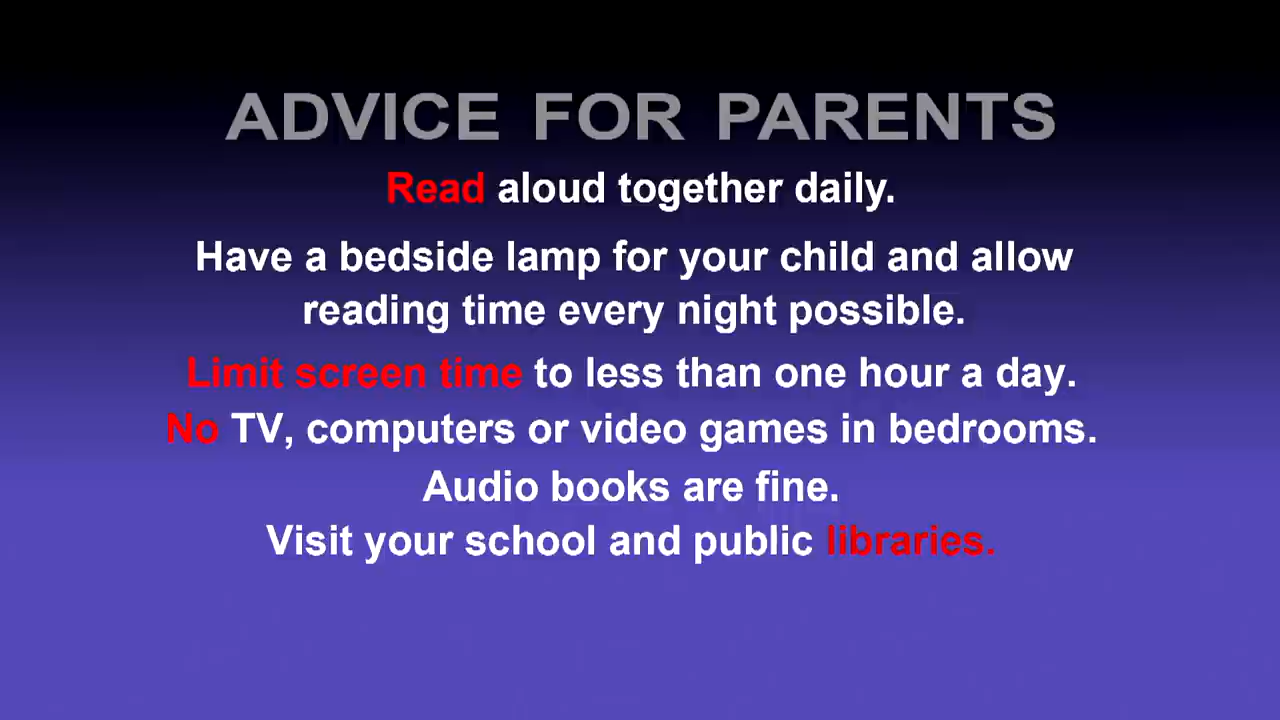 ADVICE FOR PARENTS
Read aloud together daily.
Have a bedside lamp for your child and allow
reading time every night possible.
Limit screen time to less than one hour a day.
No TV, computers or video games in bedrooms.
Audio books are fine.
Visit your school and public libraries.